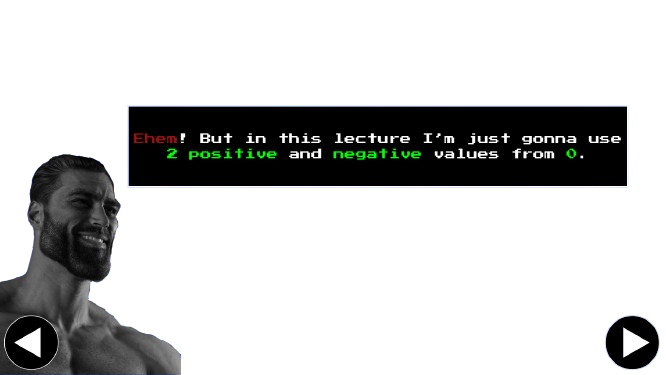 Ehem! But in this lecture I'm just gonna use
2 positive and negative values from 0.